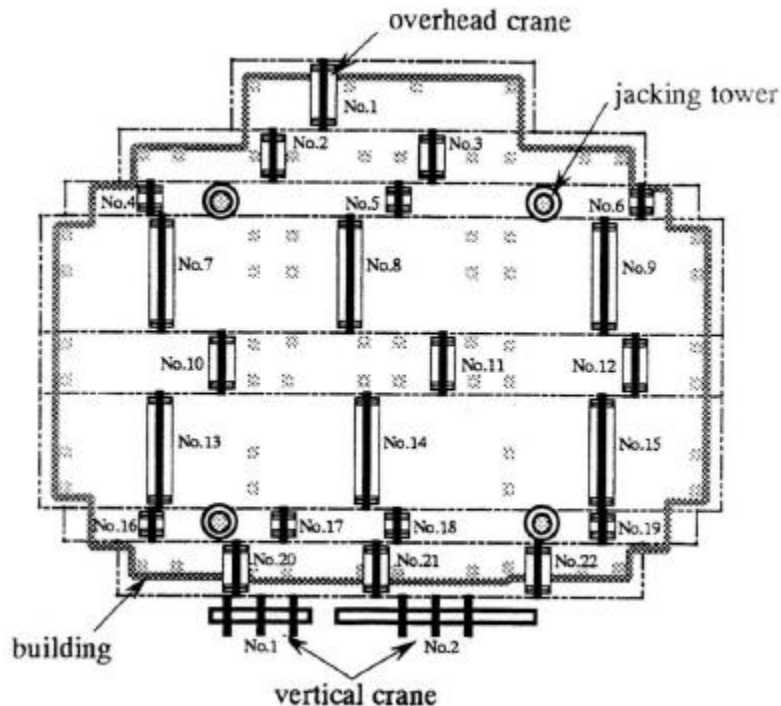 overhead crane
jacking tower
No.1
No.2
No.3
No.4
No.5
No.6
No.7
No.8
No.9
No.10
No.11
No.12
No.13
No.14
No.15
No.16
No.17
No.18
No.19
No.20
No.21
No.22
building
No.1
No.2
vertical crane